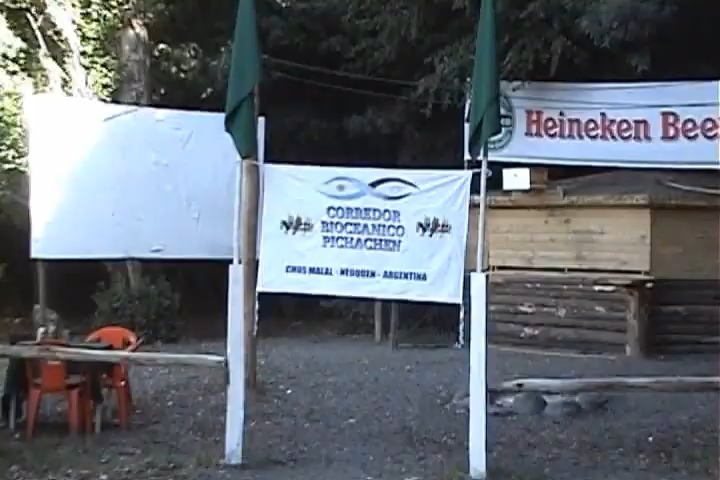 Heineken Bee
CORREDOR
BIOCEANICO
PICHACHEN
CHOS MALAL - NEUQUEN - ARGENTINA